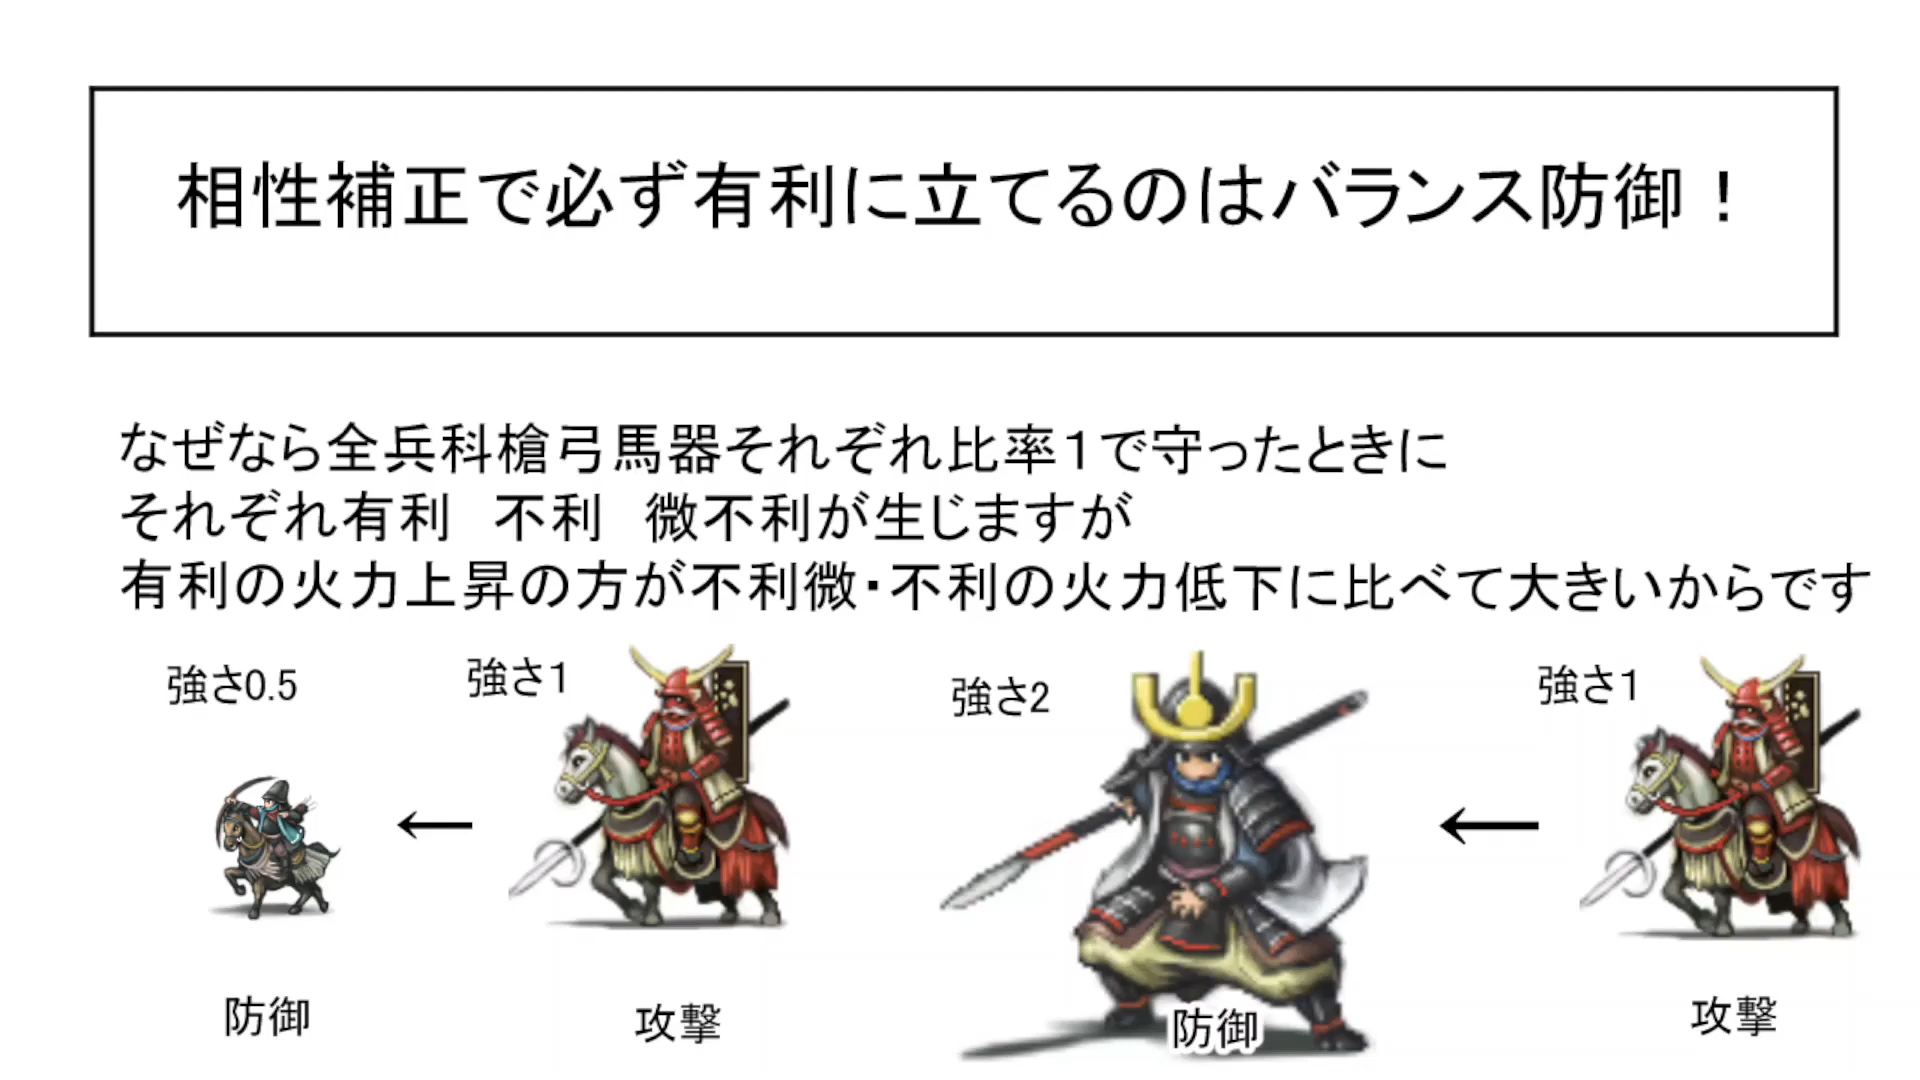 相性補正で必ず有利に立てるのはバランス防御！
なぜなら全兵科槍弓馬器それぞれ比率１で守ったときに
それぞれ有利　不利　微不利が生じますが
有利の火力上昇の方が不利微・不利の火力低下に比べて大きいからです
強さ0.5
強さ1
強さ2
強さ1
防御
攻撃
防御
攻撃